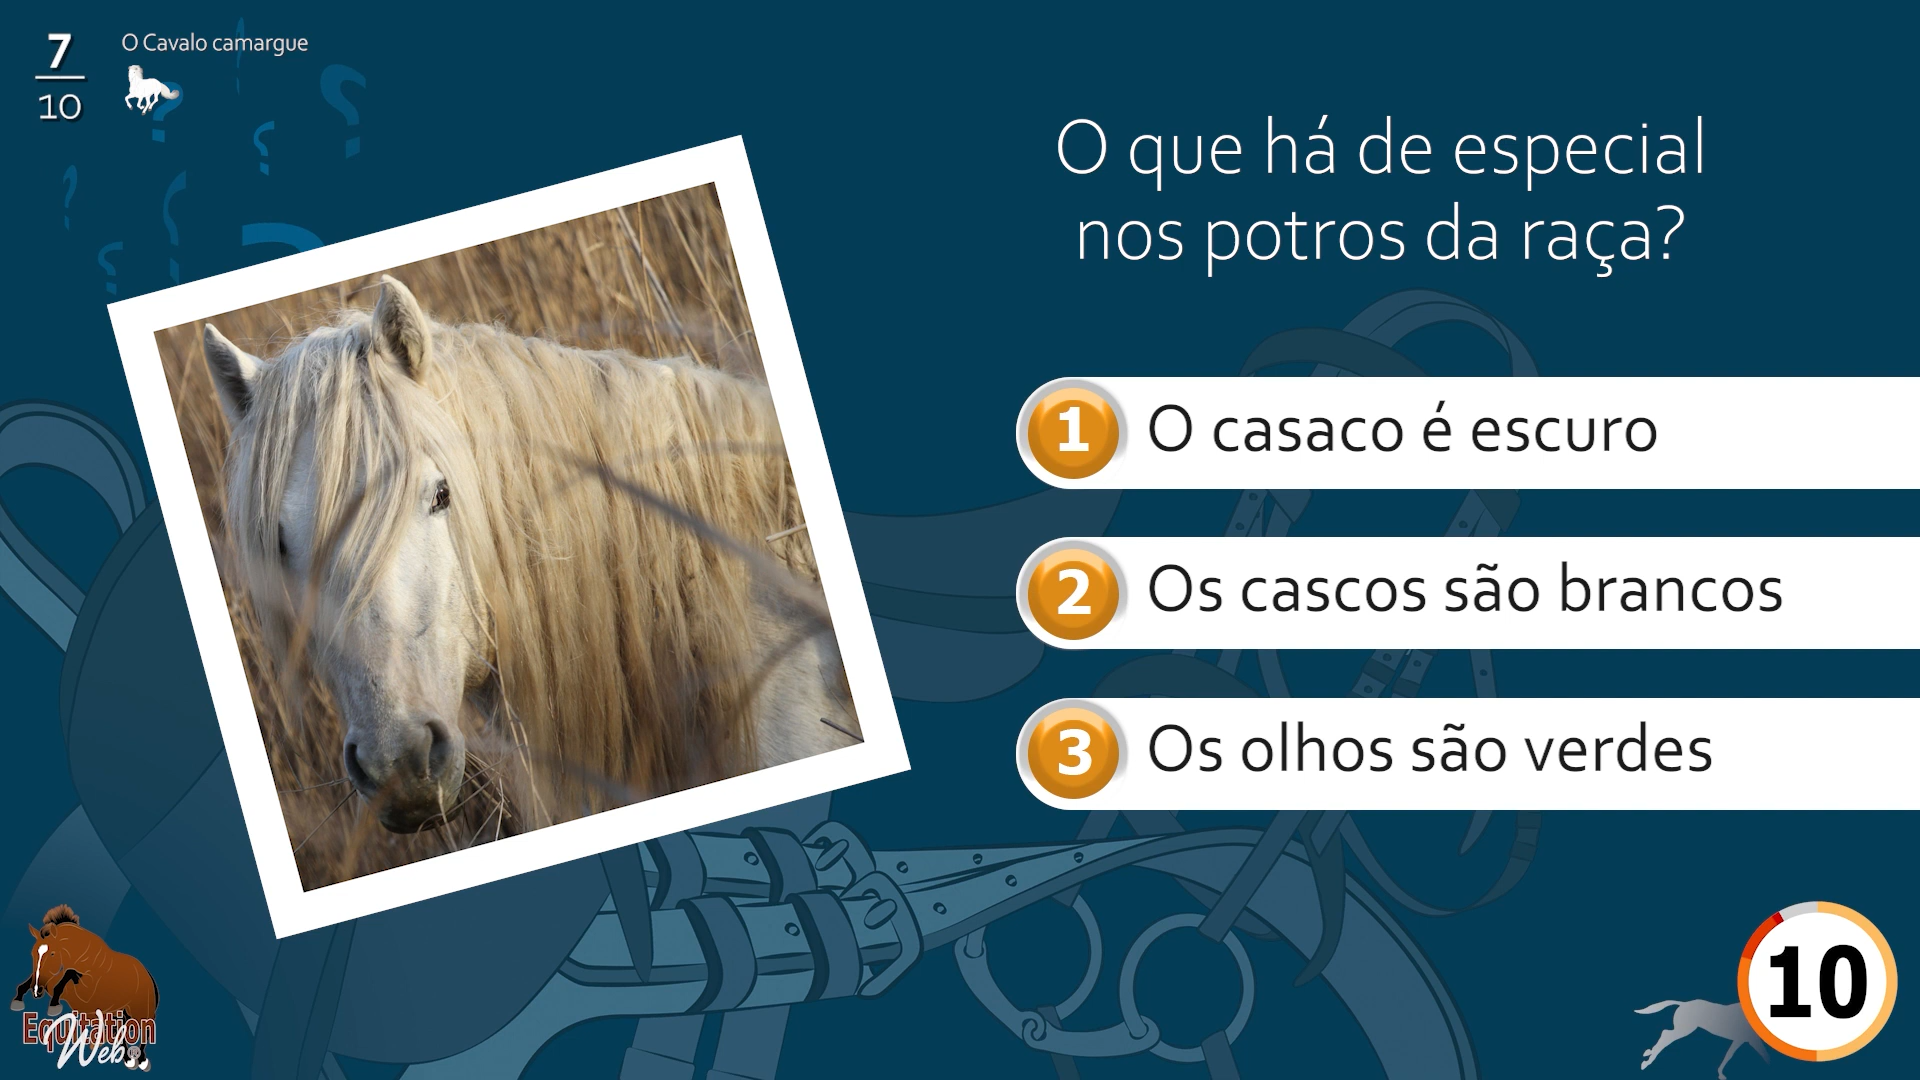 7
10
O Cavalo camargue
O que há de especial
nos potros da raça?
1 O casaco é escuro
2 Os cascos são brancos
3 Os olhos são verdes
Equitation
Web
10